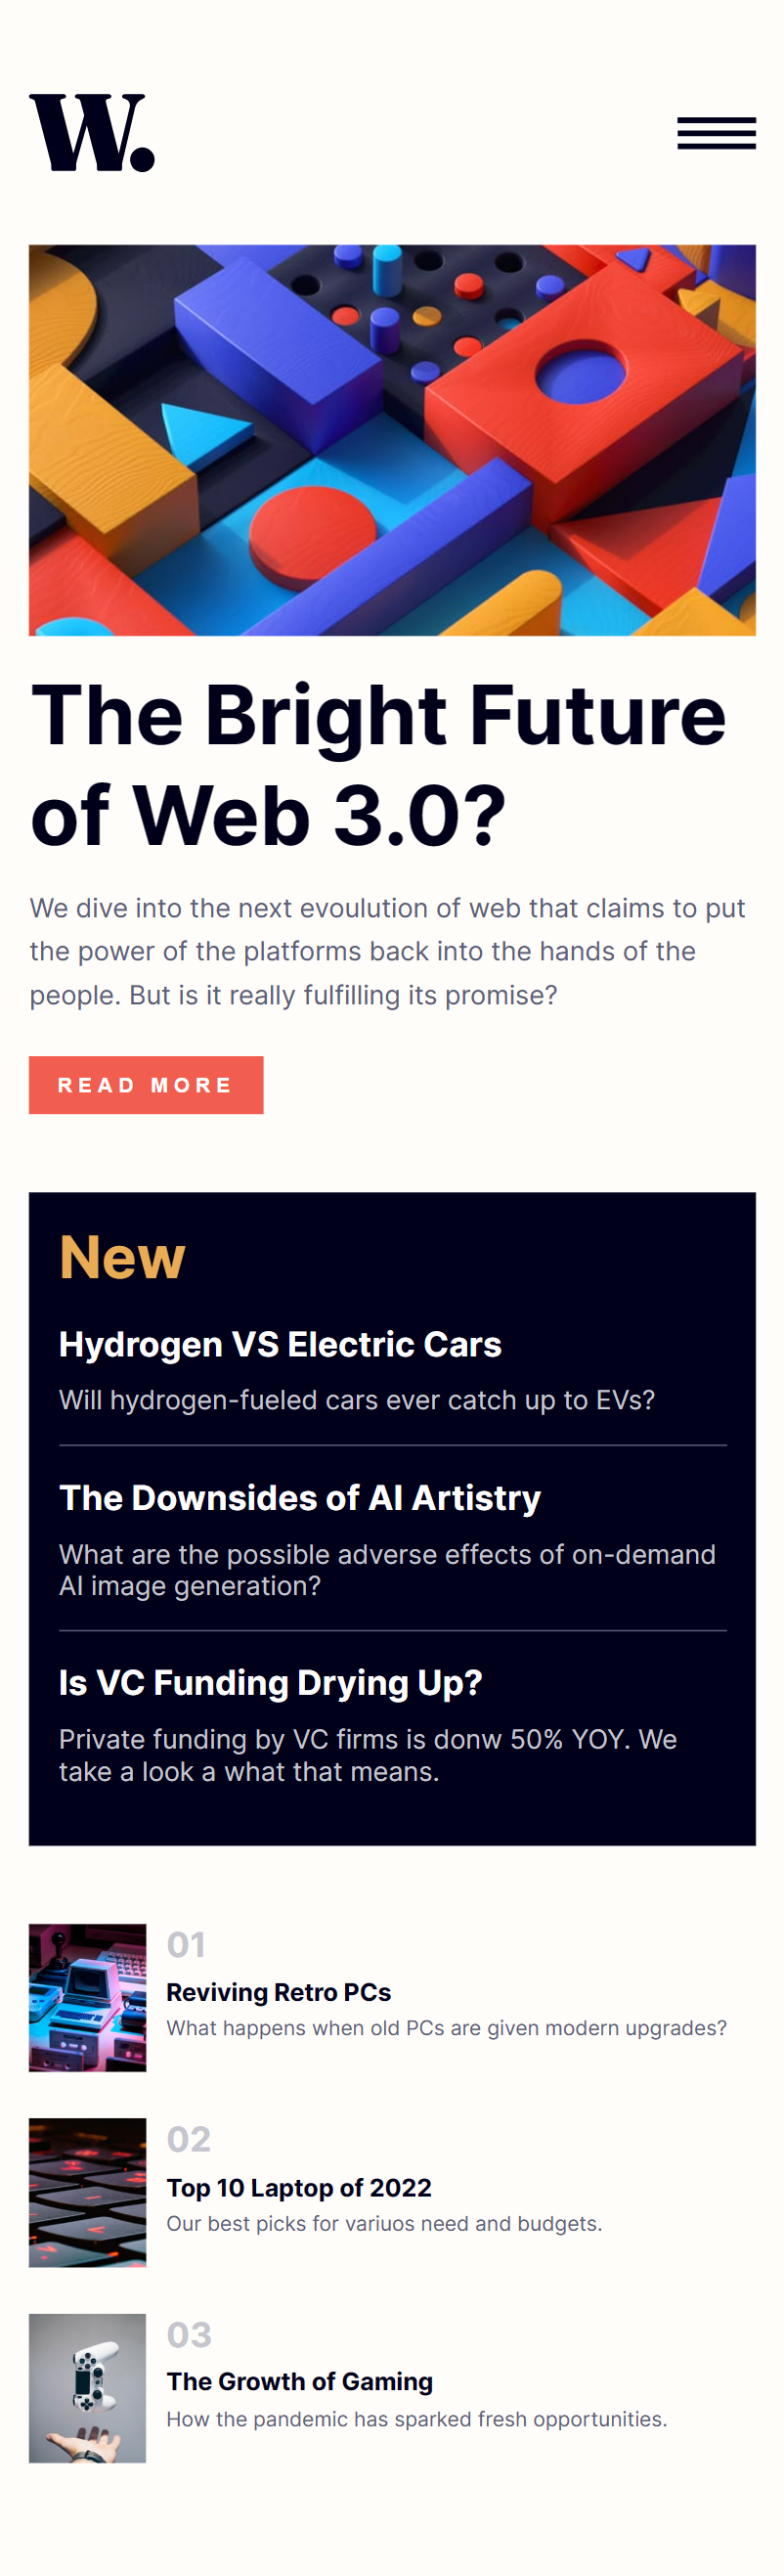 W.
The Bright Future
of Web 3.0?
We dive into the next evoulution of web that claims to put
the power of the platforms back into the hands of the
people. But is it really fulfilling its promise?
READ MORE
New
Hydrogen VS Electric Cars
Will hydrogen-fueled cars ever catch up to EVs?
The Downsides of AI Artistry
What are the possible adverse effects of on-demand
AI image generation?
Is VC Funding Drying Up?
Private funding by VC firms is donw 50% YOY. We
take a look a what that means.
01
Reviving Retro PCs
What happens when old PCs are given modern upgrades?
02
Top 10 Laptop of 2022
Our best picks for variuos need and budgets.
03
The Growth of Gaming
How the pandemic has sparked fresh opportunities.